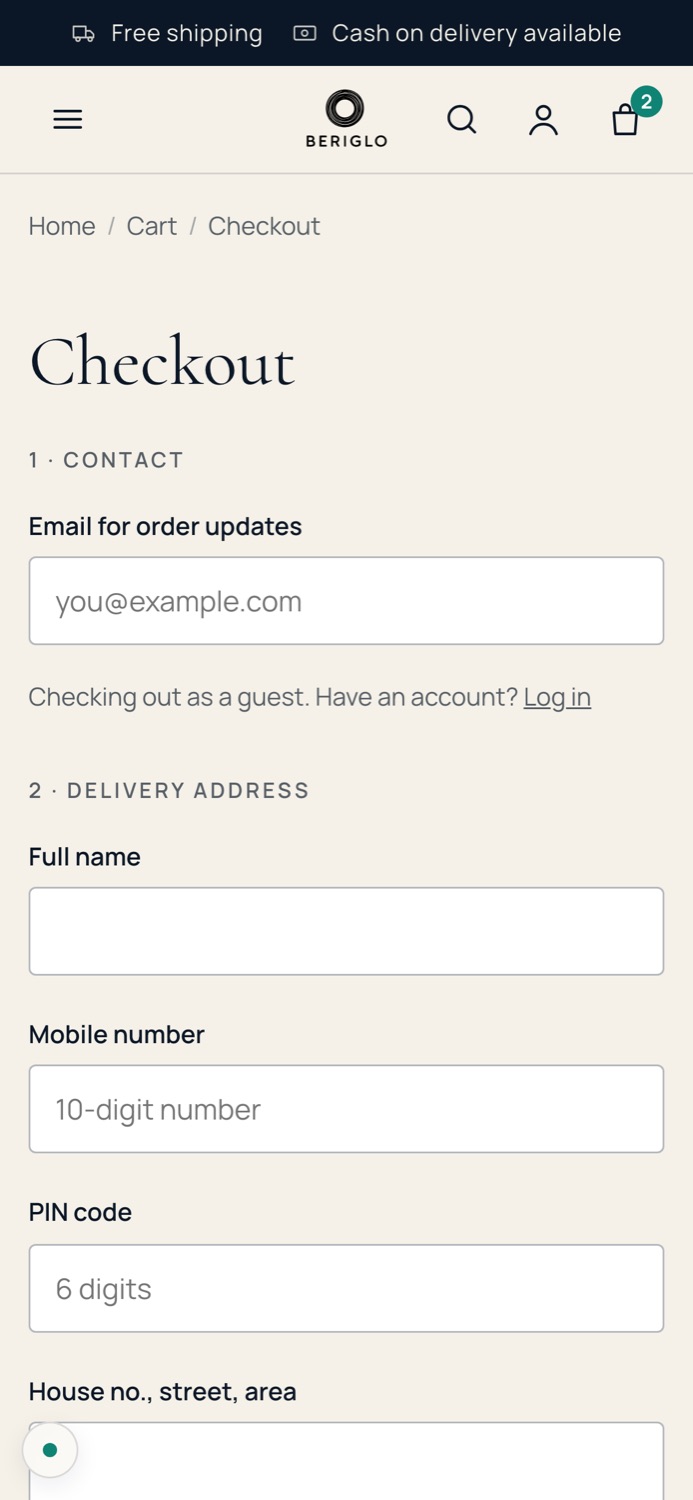 Free shipping Cash on delivery available
BERIGLO
2
Home / Cart / Checkout
Checkout
1 · CONTACT
Email for order updates
you@example.com
Checking out as a guest. Have an account? Log in
2 · DELIVERY ADDRESS
Full name
Mobile number
10-digit number
PIN code
6 digits
House no., street, area